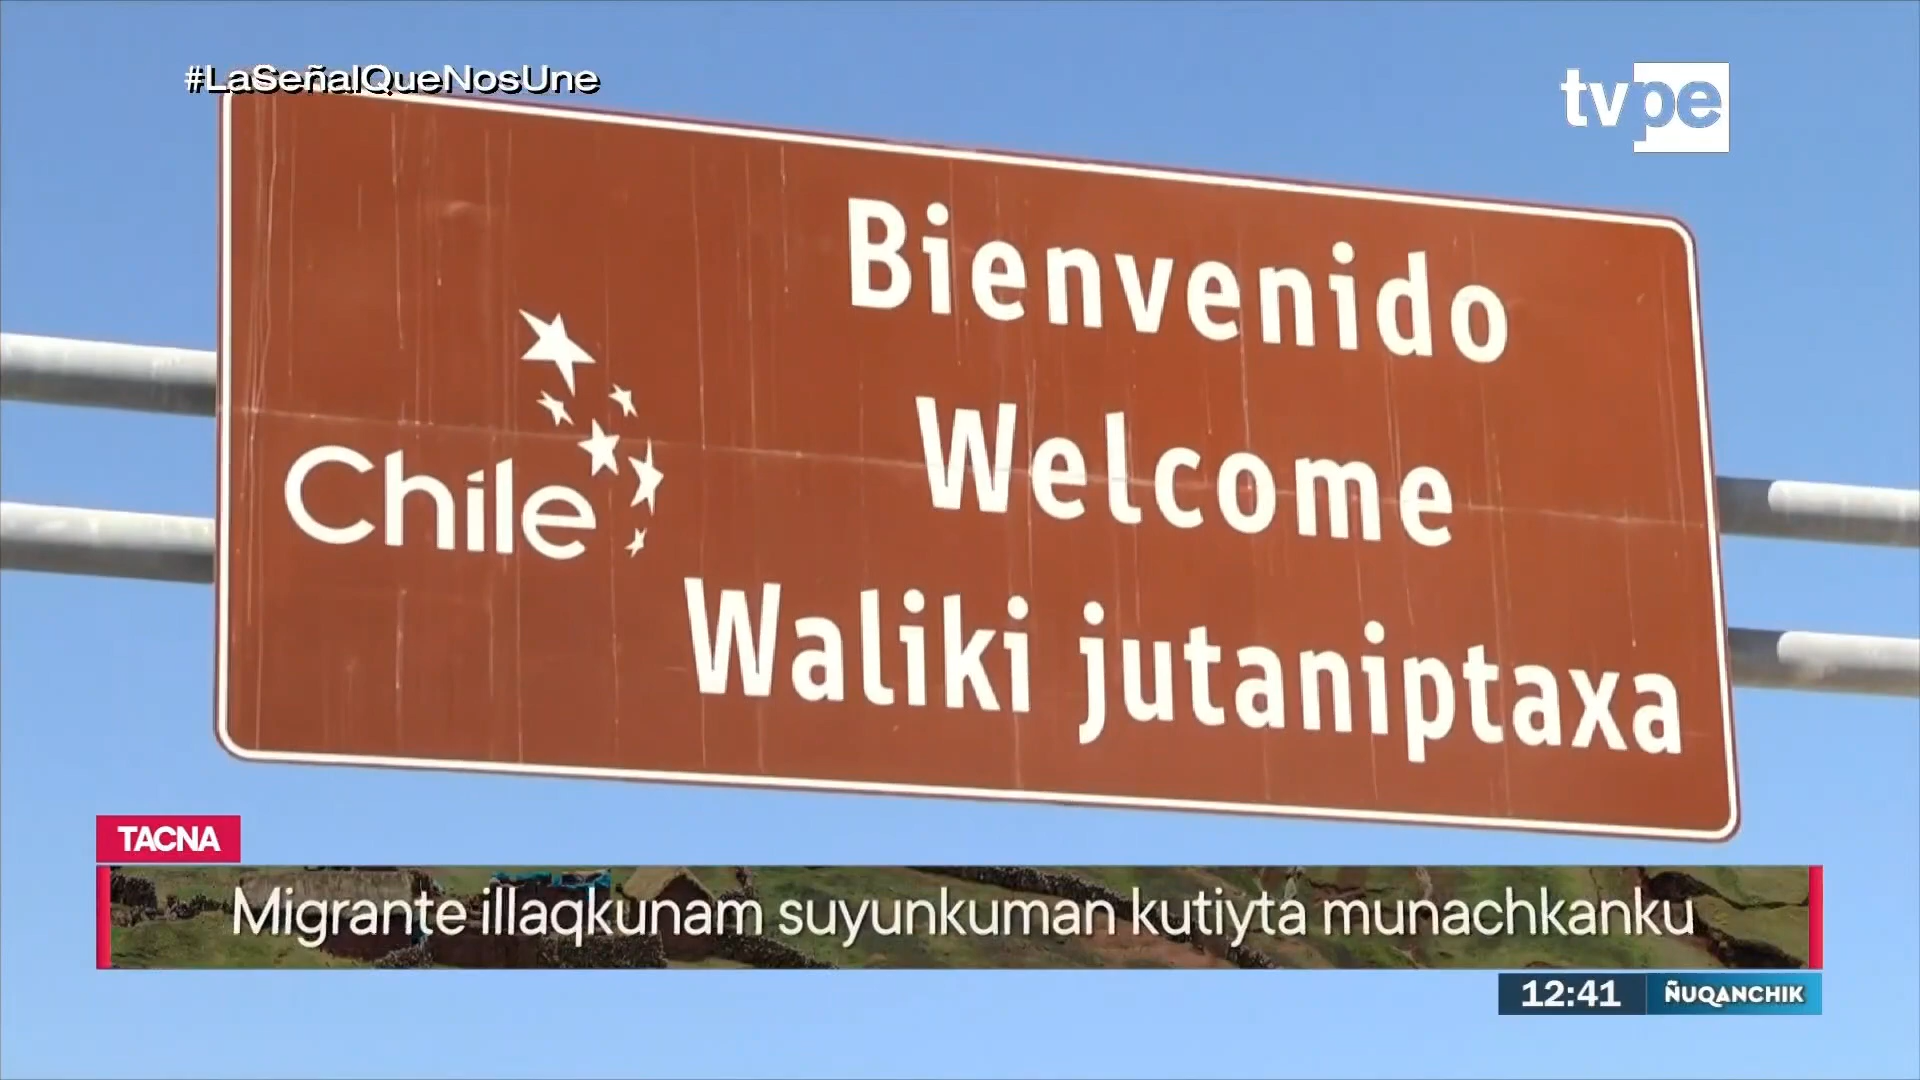 #LaSeñalQueNosUne
tvpe
Bienvenido
Welcome
Chile
Waliki jutaniptaxa
TACNA
Migrante illaqkunam suyunkuman kutiyta munachkanku
12:41 ÑUQANCHIK